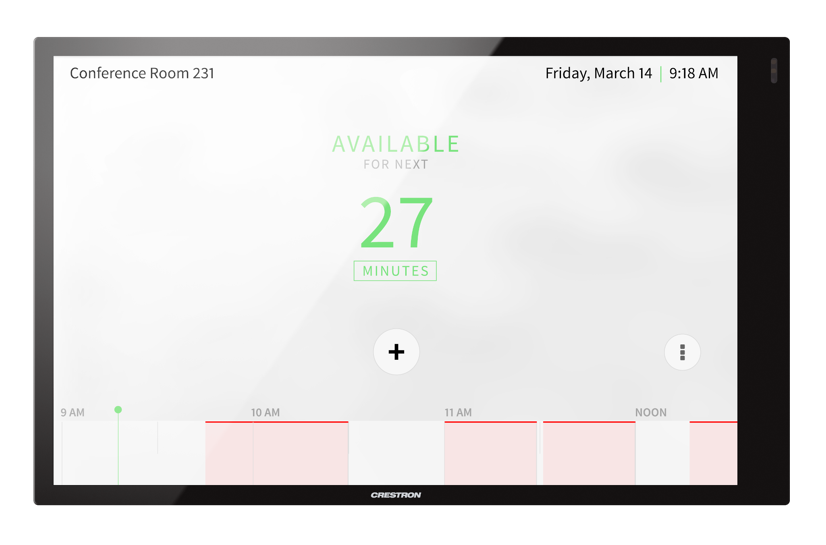 Conference Room 231
Friday, March 14 | 9:18 AM
AVAILABLE
FOR NEXT
27
MINUTES
9 AM
10 AM
11 AM
NOON
CRESTRON